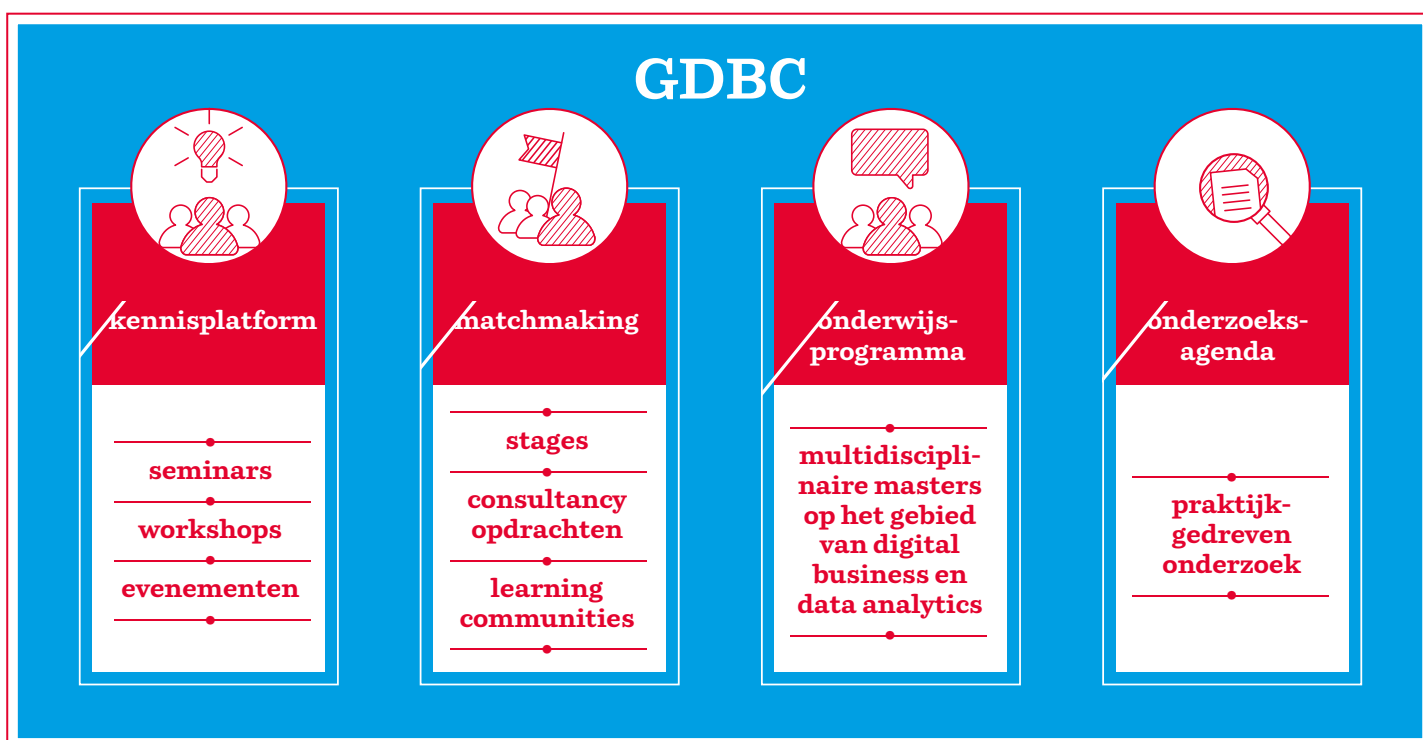 GDBC
kennisplatform
seminars
workshops
evenementen
matchmaking
stages
consultancy
opdrachten
learning
communities
onderwijs-
programma
multidiscipli-
naire masters
op het gebied
van digital
business en
data analytics
onderzoeks-
agenda
praktijk-
gedreven
onderzoek